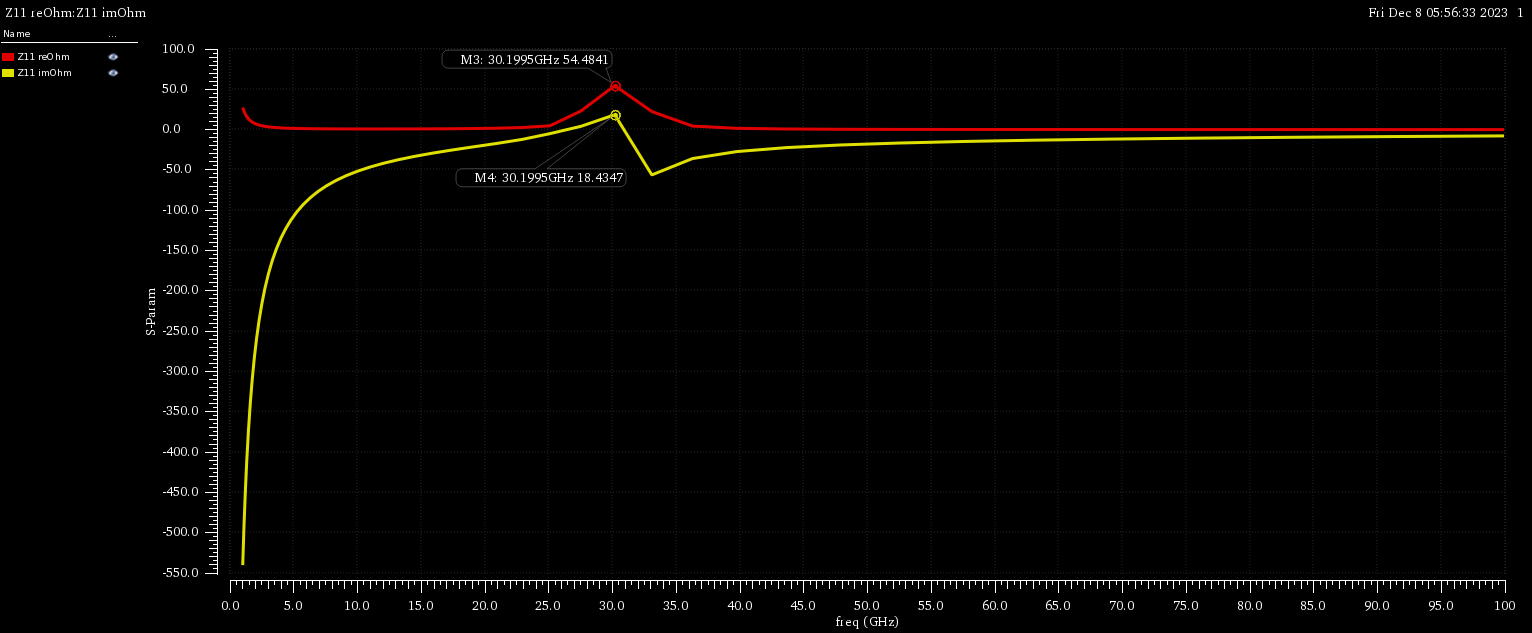 Z11 reOhm:Z11 imOhm
Fri Dec 8 05:56:33 2023 1
Name ...
Z11 reOhm
Z11 imOhm
M3: 30.1995GHz 54.4841
M4: 30.1995GHz 18.4347
S-Param
100.0
50.0
0.0
-50.0
-100.0
-150.0
-200.0
-250.0
-300.0
-350.0
-400.0
-450.0
-500.0
-550.0
0.0 5.0 10.0 15.0 20.0 25.0 30.0 35.0 40.0 45.0 50.0 55.0 60.0 65.0 70.0 75.0 80.0 85.0 90.0 95.0 100
freq (GHz)